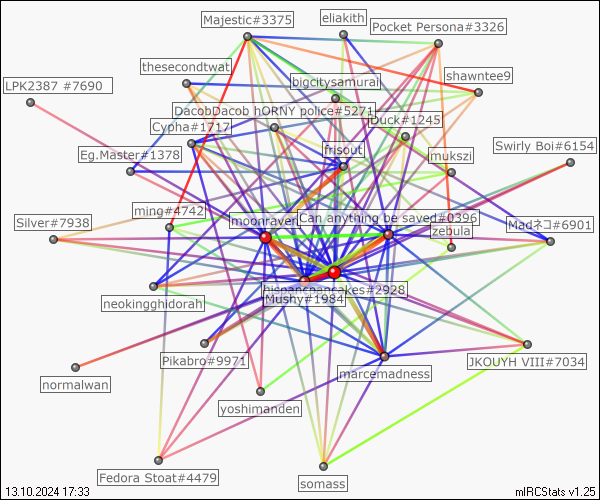 Majestic#3375
eliakith
Pocket Persona#3326
thesecondtwat
shawntee9
bigcitysamurai
LPK2387 #7690
DacobDacob hORNY police#5271
Duck#1245
Cypha#1717
Swirly Boi#6154
frisout
Eg.Master#1378
mukszi
ming#4742
Silver#7938
moonraver
Can anything be saved#0396
Madネコ#6901
zebula
hispanchancakes#2928
Mushy#1984
neokingghidorah
Pikabro#9971
JKOUYH VIII#7034
marcemadness
normalwan
yoshimanden
Fedora Stoat#4479
somass
13.10.2024 17:33
mIRCStats v1.25